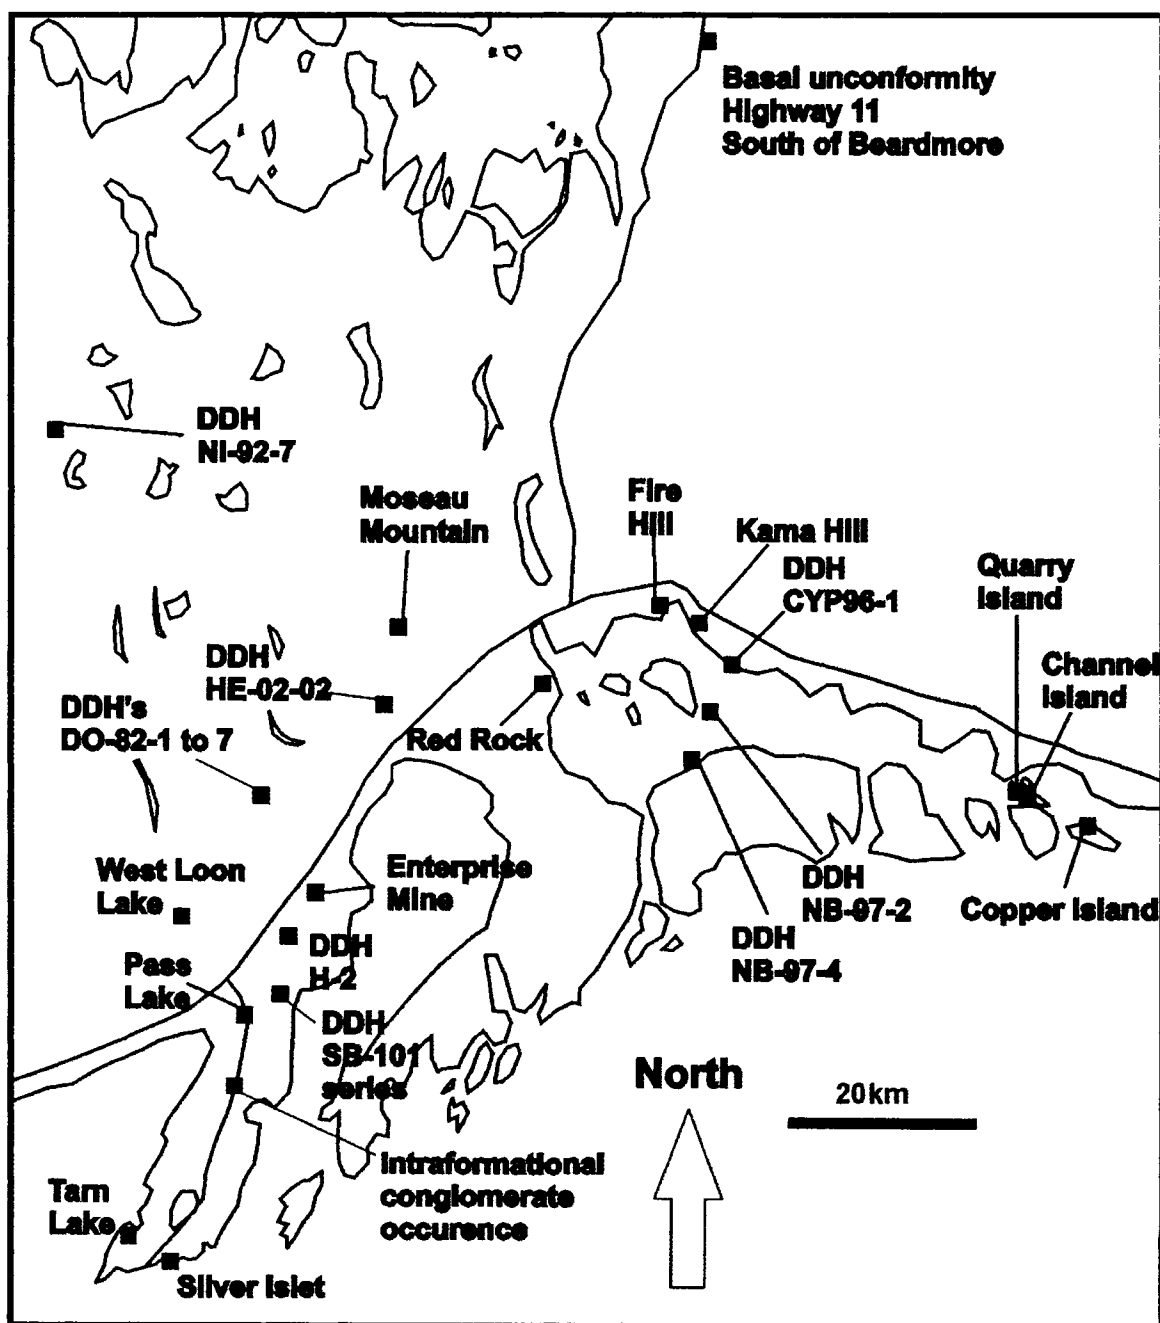 Basal unconformity
Highway 11
South of Beardmore
DDH
NI-92-7
Moseau
Mountain
Fire
Hill
Kama Hill
DDH
CYP96-1
Quarry
Island
Channel
Island
DDH
HE-02-02
DDH's
DO-82-1 to 7
Red Rock
West Loon
Lake
Enterprise
Mine
DDH
NB-97-2
Copper Island
DDH
NB-97-4
DDH
H-2
Pass
Lake
DDH
SB-101
series
North
20km
Intraformational
conglomerate
occurence
Tarn
Lake
Silver Islet